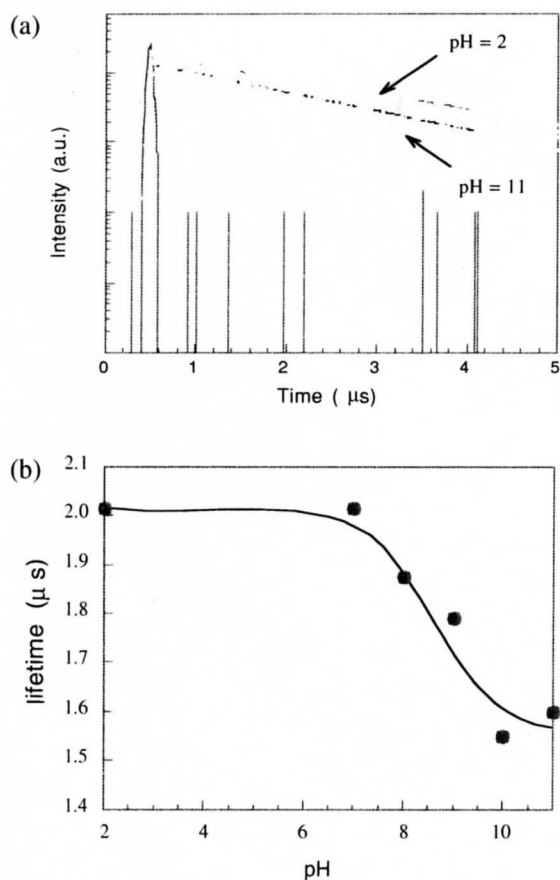 (a)
pH = 2
pH = 11
Intensity (a.u.)
0 1 2 3 4 5
Time ( μs)
(b)
2.1
2.0
1.9
1.8
1.7
1.6
1.5
1.4
lifetime (μ s)
2 4 6 8 10
pH